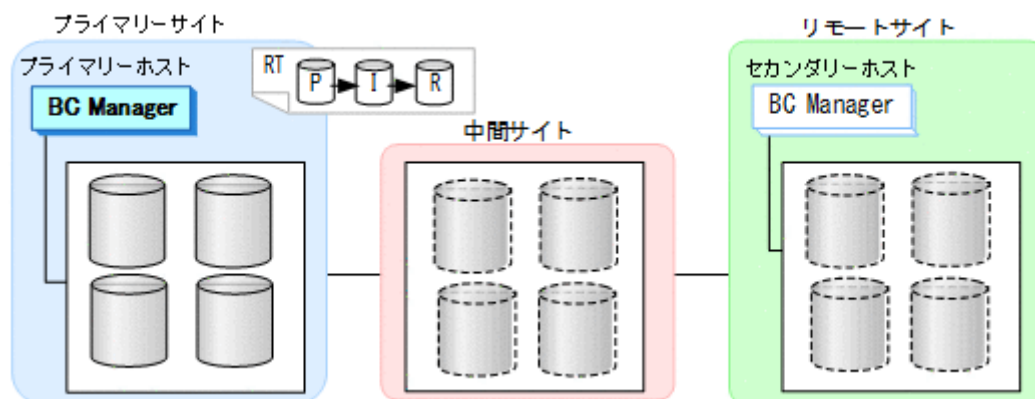 プライマリーサイト
プライマリーホスト
BC Manager
RT
P
I
R
中間サイト
リモートサイト
セカンダリーホスト
BC Manager